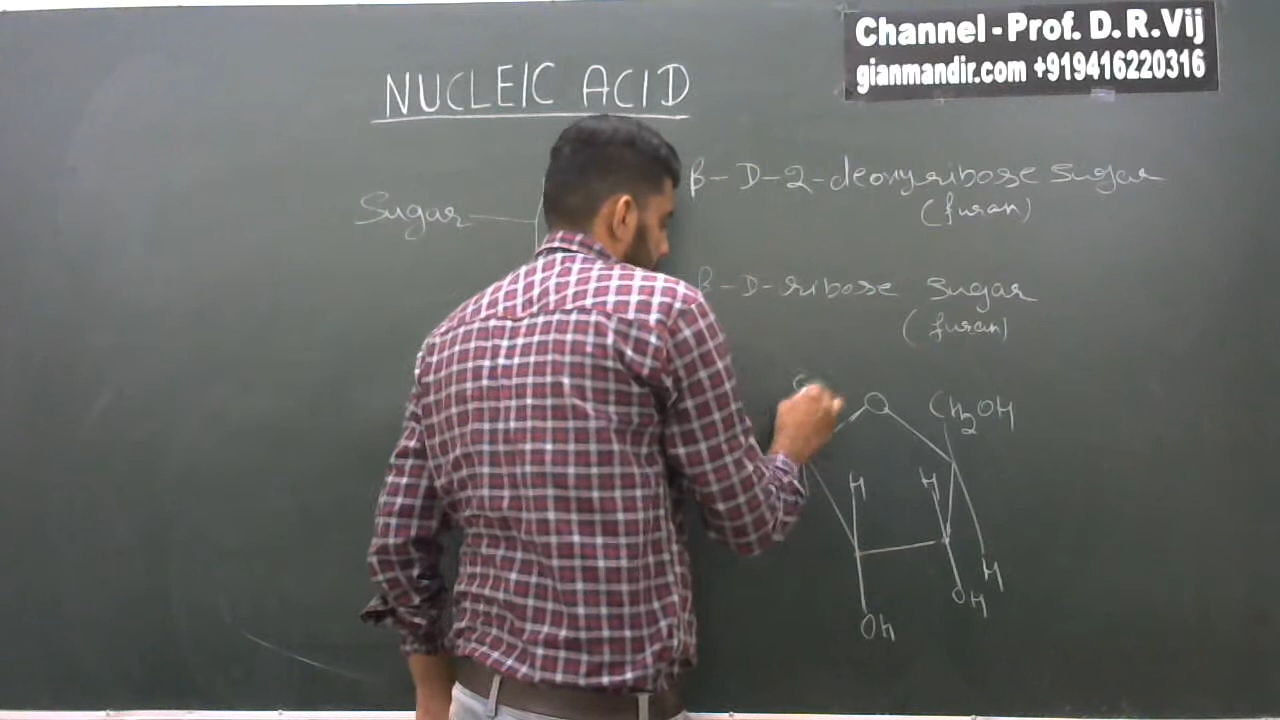 Channel - Prof. D. R. Vij
gianmandir.com +919416220316
NUCLEIC ACID
β-D-2-deoxyribose sugar
(furan)
Sugar
β-D-ribose sugar
(furan)
O
CH2OH
H
H
H
OH
OH